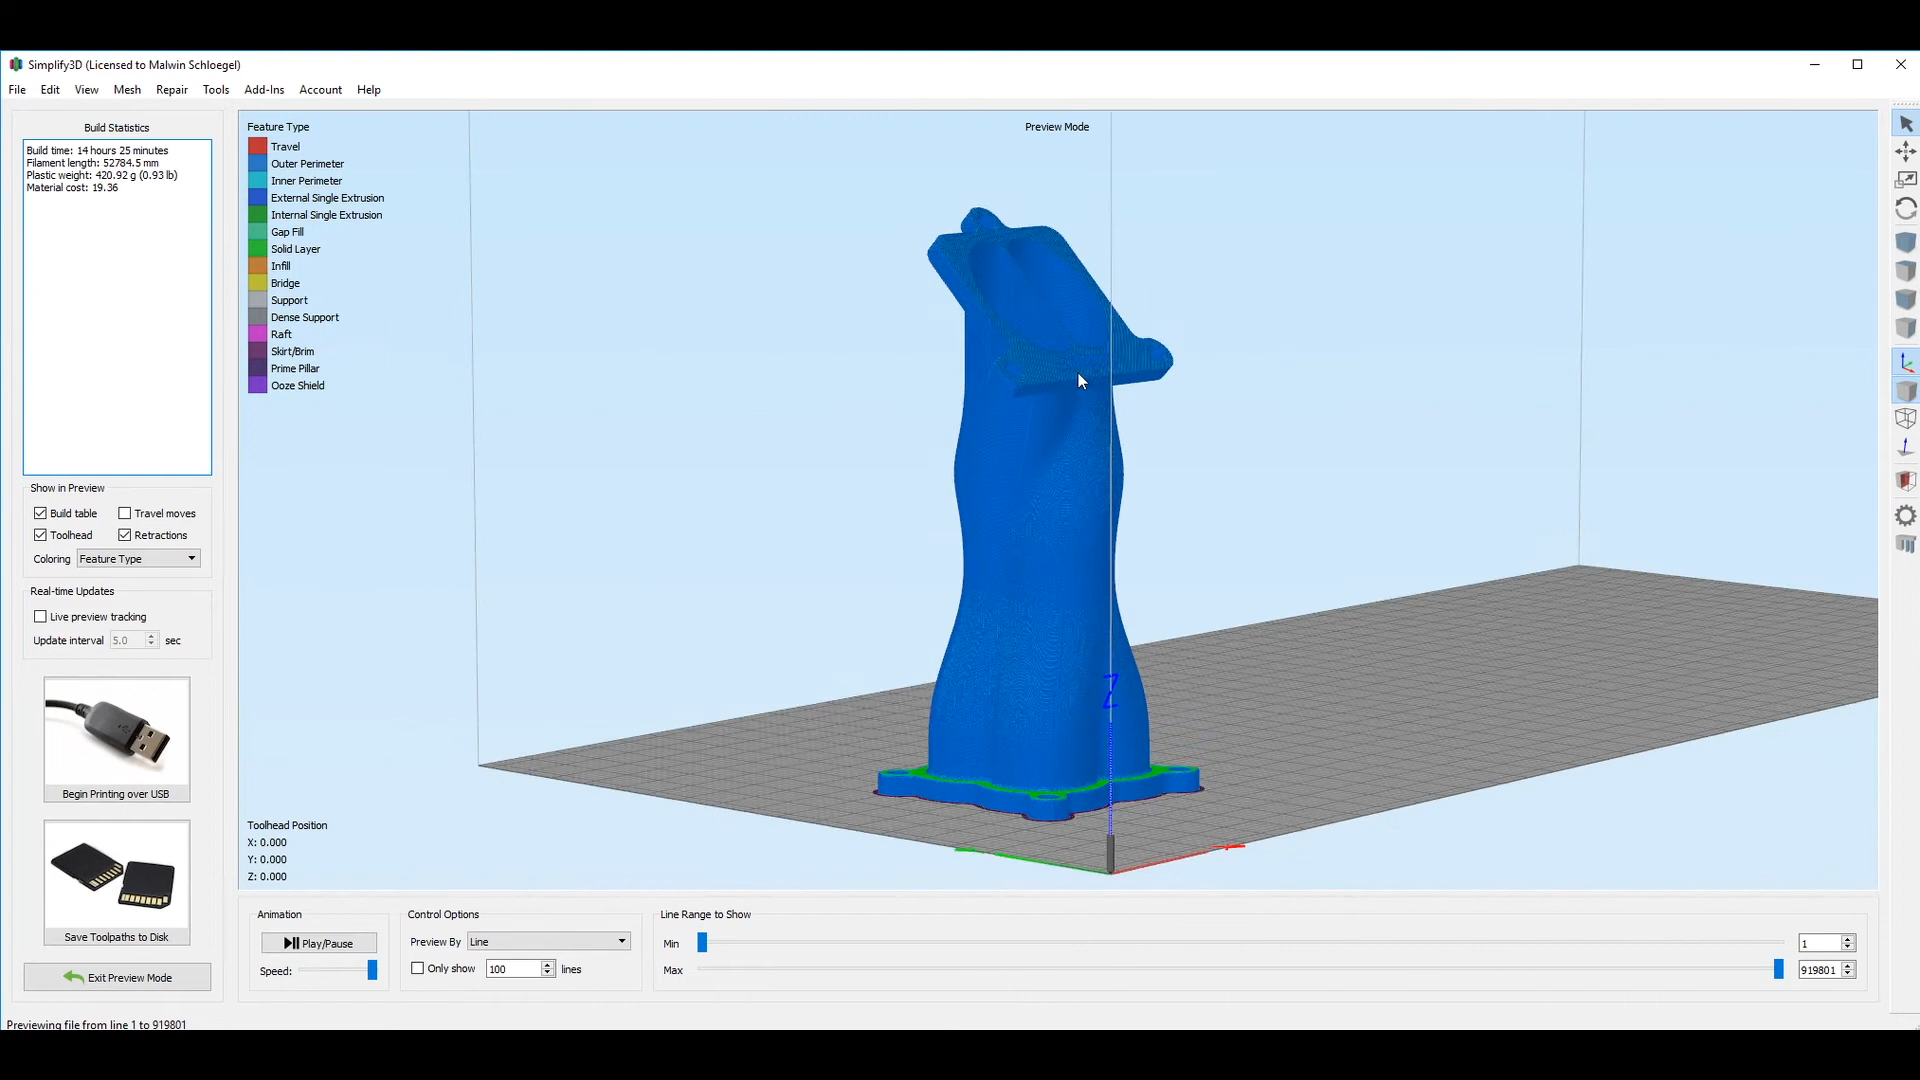 Simplify3D (Licensed to Malwin Schloegel)
File Edit View Mesh Repair Tools Add-Ins Account Help
Build Statistics
Build time: 14 hours 25 minutes
Filament length: 52784.5 mm
Plastic weight: 420.92 g (0.93 lb)
Material cost: 19.36
Show in Preview
Build table Travel moves
Toolhead Retractions
Coloring Feature Type
Real-time Updates
Live preview tracking
Update interval 5.0 sec
Begin Printing over USB
Save Toolpaths to Disk
Exit Preview Mode
Feature Type
Travel
Outer Perimeter
Inner Perimeter
External Single Extrusion
Internal Single Extrusion
Gap Fill
Solid Layer
Infill
Bridge
Support
Dense Support
Raft
Skirt/Brim
Prime Pillar
Ooze Shield
Preview Mode
Z
Toolhead Position
X: 0.000
Y: 0.000
Z: 0.000
Animation
Play/Pause
Speed:
Control Options
Preview By Line
Only show 100 lines
Line Range to Show
Min 1
Max 919801
Previewing file from line 1 to 919801